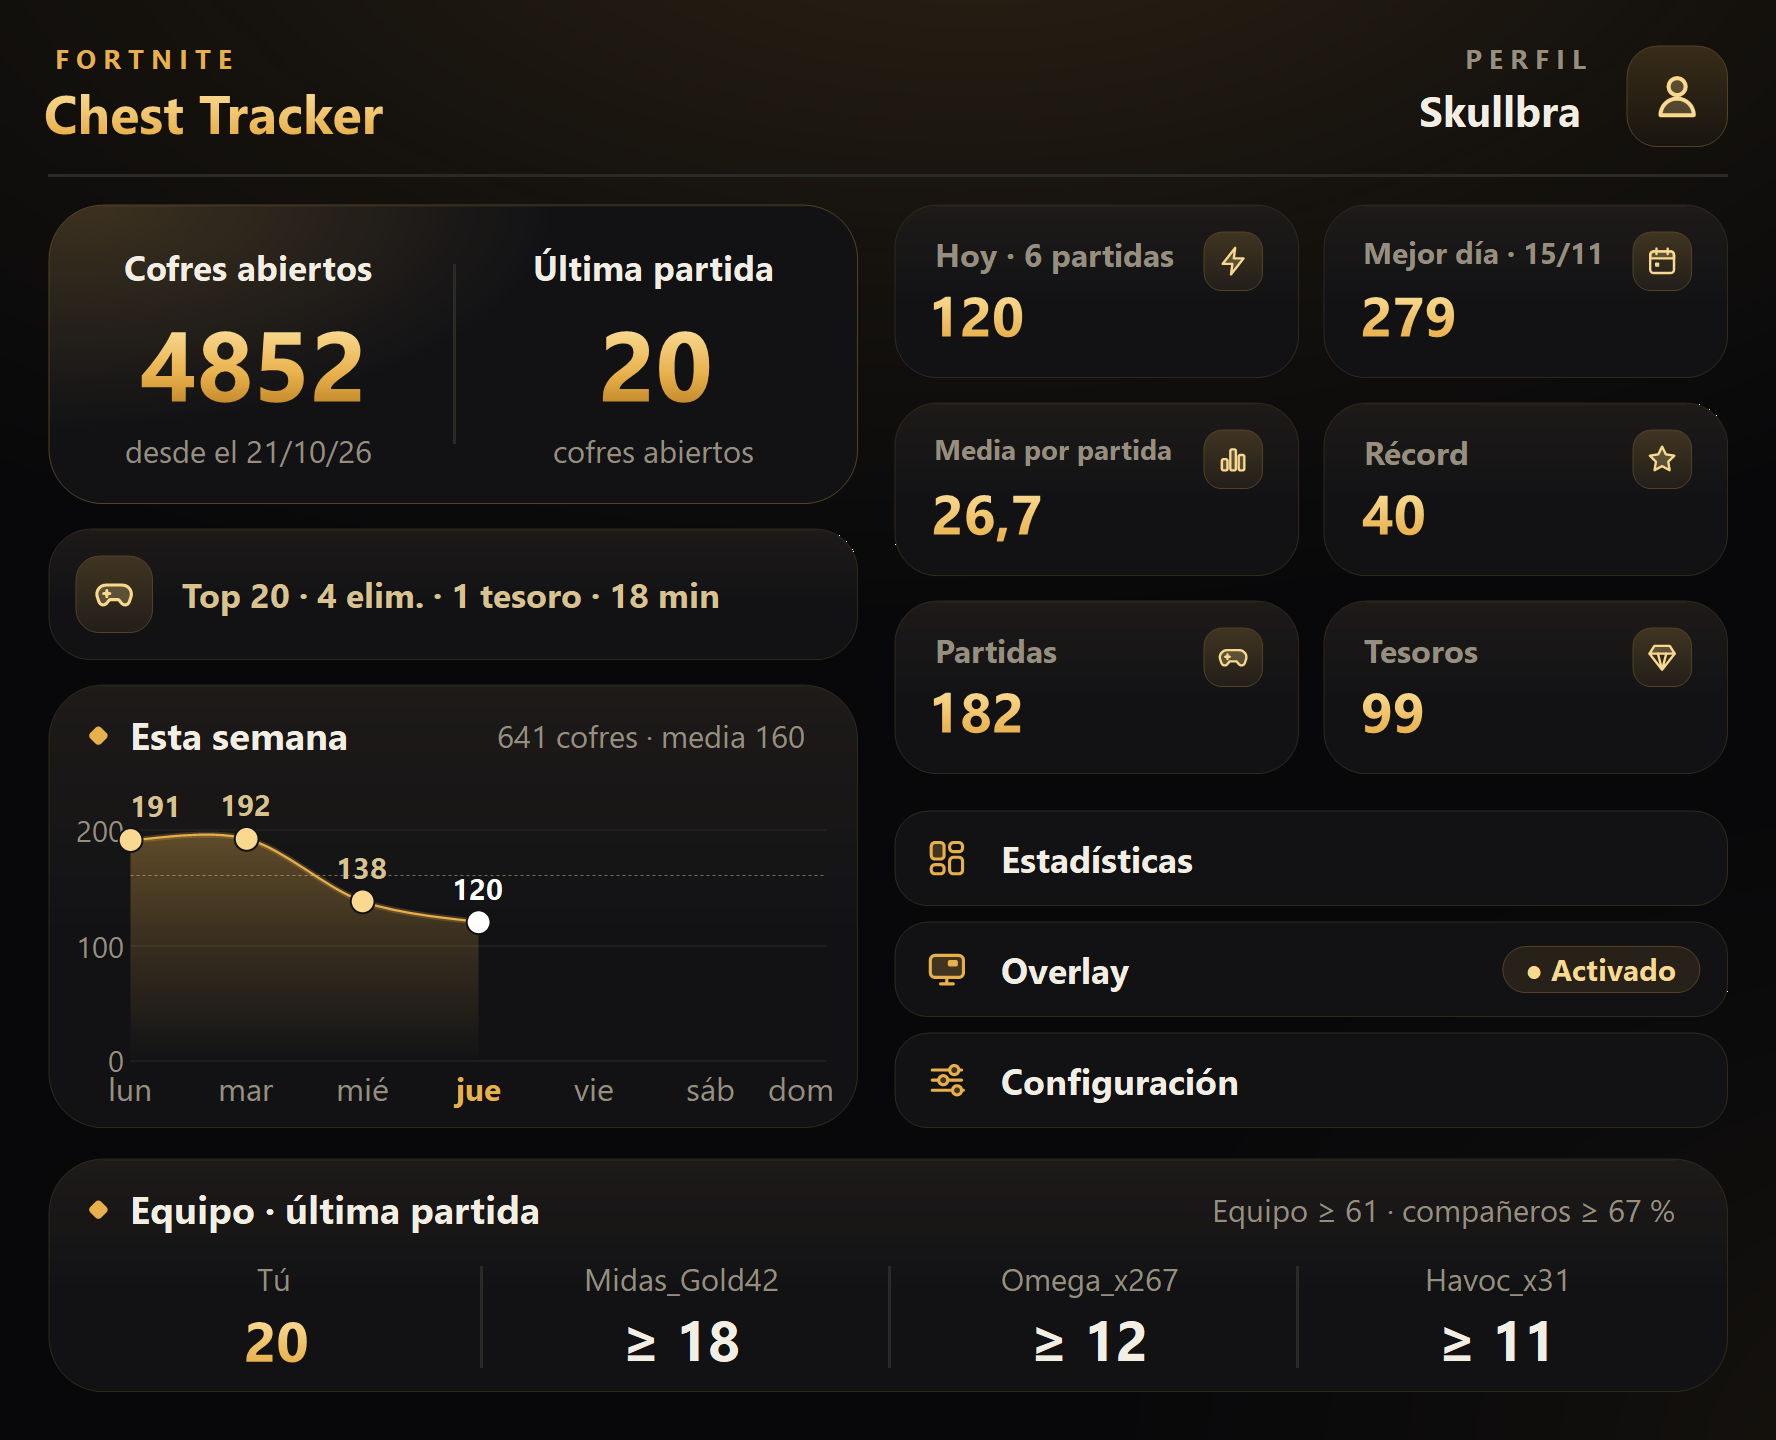 FORTNITE
Chest Tracker
PERFIL
Skullbra
Cofres abiertos
4852
desde el 21/10/26
Última partida
20
cofres abiertos
Hoy · 6 partidas
120
Mejor día · 15/11
279
Media por partida
26,7
Récord
40
Partidas
182
Tesoros
99
Top 20 · 4 elim. · 1 tesoro · 18 min
Esta semana
641 cofres · media 160
191
192
138
120
200
100
0
lun
mar
mié
jue
vie
sáb
dom
Estadísticas
Overlay
Activado
Configuración
Equipo · última partida
Equipo ≥ 61 · compañeros ≥ 67 %
Tú
20
Midas_Gold42
≥ 18
Omega_x267
≥ 12
Havoc_x31
≥ 11